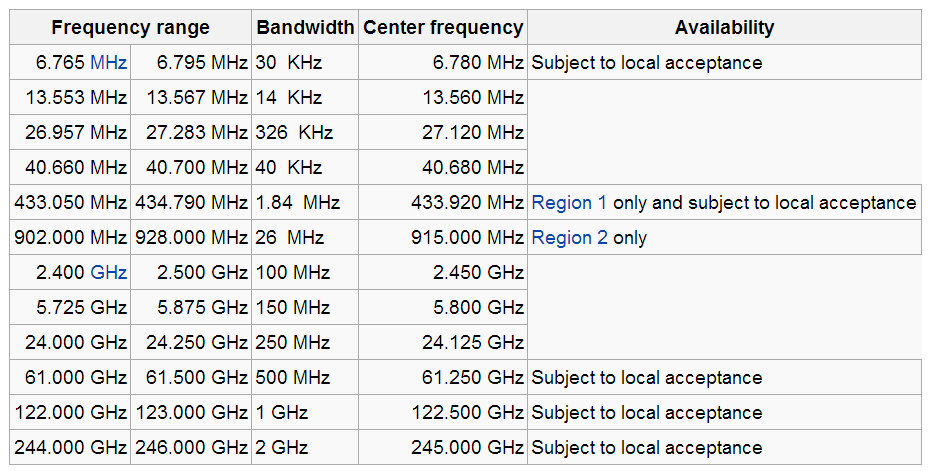 Frequency range Bandwidth Center frequency Availability
6.765 MHz 6.795 MHz 30 KHz 6.780 MHz Subject to local acceptance
13.553 MHz 13.567 MHz 14 KHz 13.560 MHz
26.957 MHz 27.283 MHz 326 KHz 27.120 MHz
40.660 MHz 40.700 MHz 40 KHz 40.680 MHz
433.050 MHz 434.790 MHz 1.84 MHz 433.920 MHz Region 1 only and subject to local acceptance
902.000 MHz 928.000 MHz 26 MHz 915.000 MHz Region 2 only
2.400 GHz 2.500 GHz 100 MHz 2.450 GHz
5.725 GHz 5.875 GHz 150 MHz 5.800 GHz
24.000 GHz 24.250 GHz 250 MHz 24.125 GHz
61.000 GHz 61.500 GHz 500 MHz 61.250 GHz Subject to local acceptance
122.000 GHz 123.000 GHz 1 GHz 122.500 GHz Subject to local acceptance
244.000 GHz 246.000 GHz 2 GHz 245.000 GHz Subject to local acceptance